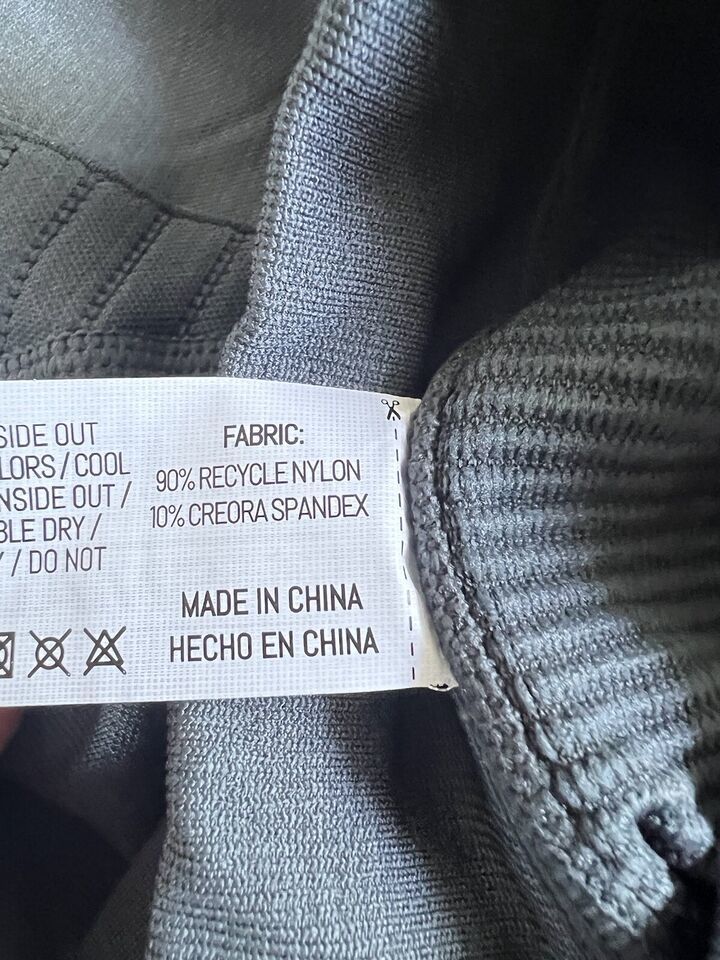 SIDE OUT
LORS / COOL
NSIDE OUT /
BLE DRY /
/ DO NOT
FABRIC:
90% RECYCLE NYLON
10% CREORA SPANDEX
MADE IN CHINA
HECHO EN CHINA